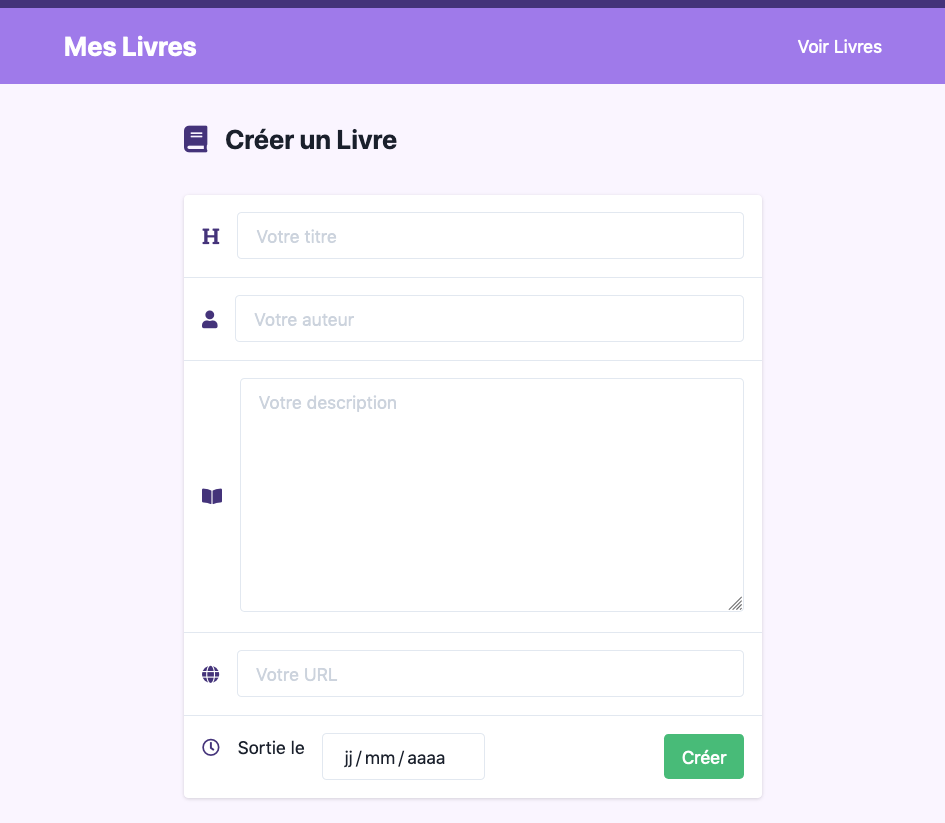 Mes Livres
Voir Livres
Créer un Livre
Votre titre
Votre auteur
Votre description
Votre URL
Sortie le
jj/mm/aaaa
Créer